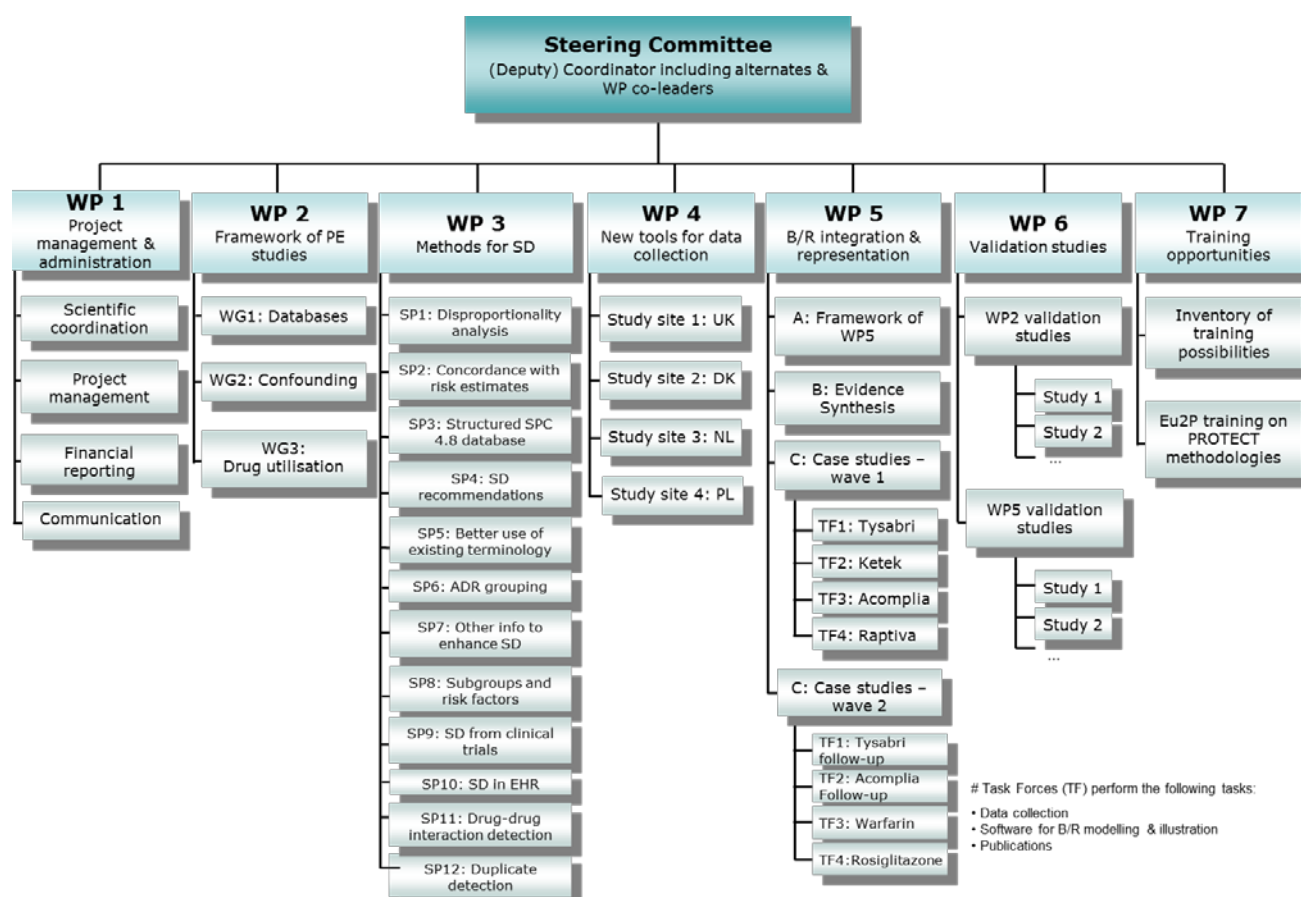 Steering Committee
(Deputy) Coordinator including alternates &
WP co-leaders
WP 1
Project
management &
administration
Scientific
coordination
Project
management
Financial
reporting
Communication
WP 2
Framework of PE
studies
WG1: Databases
WG2: Confounding
WG3:
Drug utilisation
WP 3
Methods for SD
SP1: Disproportionality
analysis
SP2: Concordance with
risk estimates
SP3: Structured SPC
4.8 database
SP4: SD
recommendations
SP5: Better use of
existing terminology
SP6: ADR grouping
SP7: Other info to
enhance SD
SP8: Subgroups and
risk factors
SP9: SD from clinical
trials
SP10: SD in EHR
SP11: Drug-drug
interaction detection
SP12: Duplicate
detection
WP 4
New tools for data
collection
Study site 1: UK
Study site 2: DK
Study site 3: NL
Study site 4: PL
WP 5
B/R integration &
representation
A: Framework of
WP5
B: Evidence
Synthesis
C: Case studies –
wave 1
TF1: Tysabri
TF2: Ketek
TF3: Acomplia
TF4: Raptiva
C: Case studies –
wave 2
TF1: Tysabri
follow-up
TF2: Acomplia
Follow-up
TF3: Warfarin
TF4:Rosiglitazone
WP 6
Validation studies
WP2 validation
studies
Study 1
Study 2
...
WP5 validation
studies
Study 1
Study 2
...
WP 7
Training
opportunities
Inventory of
training
possibilities
Eu2P training on
PROTECT
methodologies
# Task Forces (TF) perform the following tasks:
• Data collection
• Software for B/R modelling & illustration
• Publications